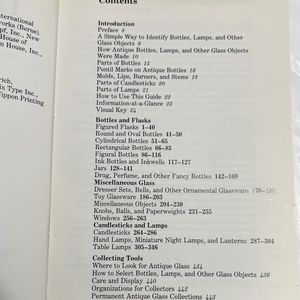 nternational
works (Berne).
pf, Inc., New
House of
n House, Inc.,
rich,
ix Type Inc.,
Nippon Printing
Contents
Introduction
Preface 8
A Simple Way to Identify Bottles, Lamps, and Other
Glass Objects 9
How Antique Bottles, Lamps, and Other Glass Objects
Were Made 10
Parts of Bottles 15
Pontil Marks on Antique Bottles 16
Molds, Lips, Burners, and Stems 18
Parts of Candlesticks 20
Parts of Lamps 21
How to Use This Guide 22
Information-at-a-Glance 23
Visual Key 24
Bottles and Flasks
Figured Flasks 1–40
Round and Oval Bottles 41–50
Cylindrical Bottles 51–65
Rectangular Bottles 66–85
Figural Bottles 86–116
Ink Bottles and Inkwells 117–127
Jars 128–141
Drug, Perfume, and Other Fancy Bottles 142–169
Miscellaneous Glass
Dresser Sets, Bells, and Other Ornamental Glassware 170–185
Toy Glassware 186–203
Miscellaneous Objects 204–230
Knobs, Balls, and Paperweights 231–255
Windows 256–263
Candlesticks and Lamps
Candlesticks 264–286
Hand Lamps, Miniature Night Lamps, and Lanterns 287–304
Table Lamps 305–346
Collecting Tools
Where to Look for Antique Glass 434
How to Select Bottles, Lamps, and Other Glass Objects 436
Care and Display 440
Organizations for Collectors 442
Permanent Antique Glass Collections 443